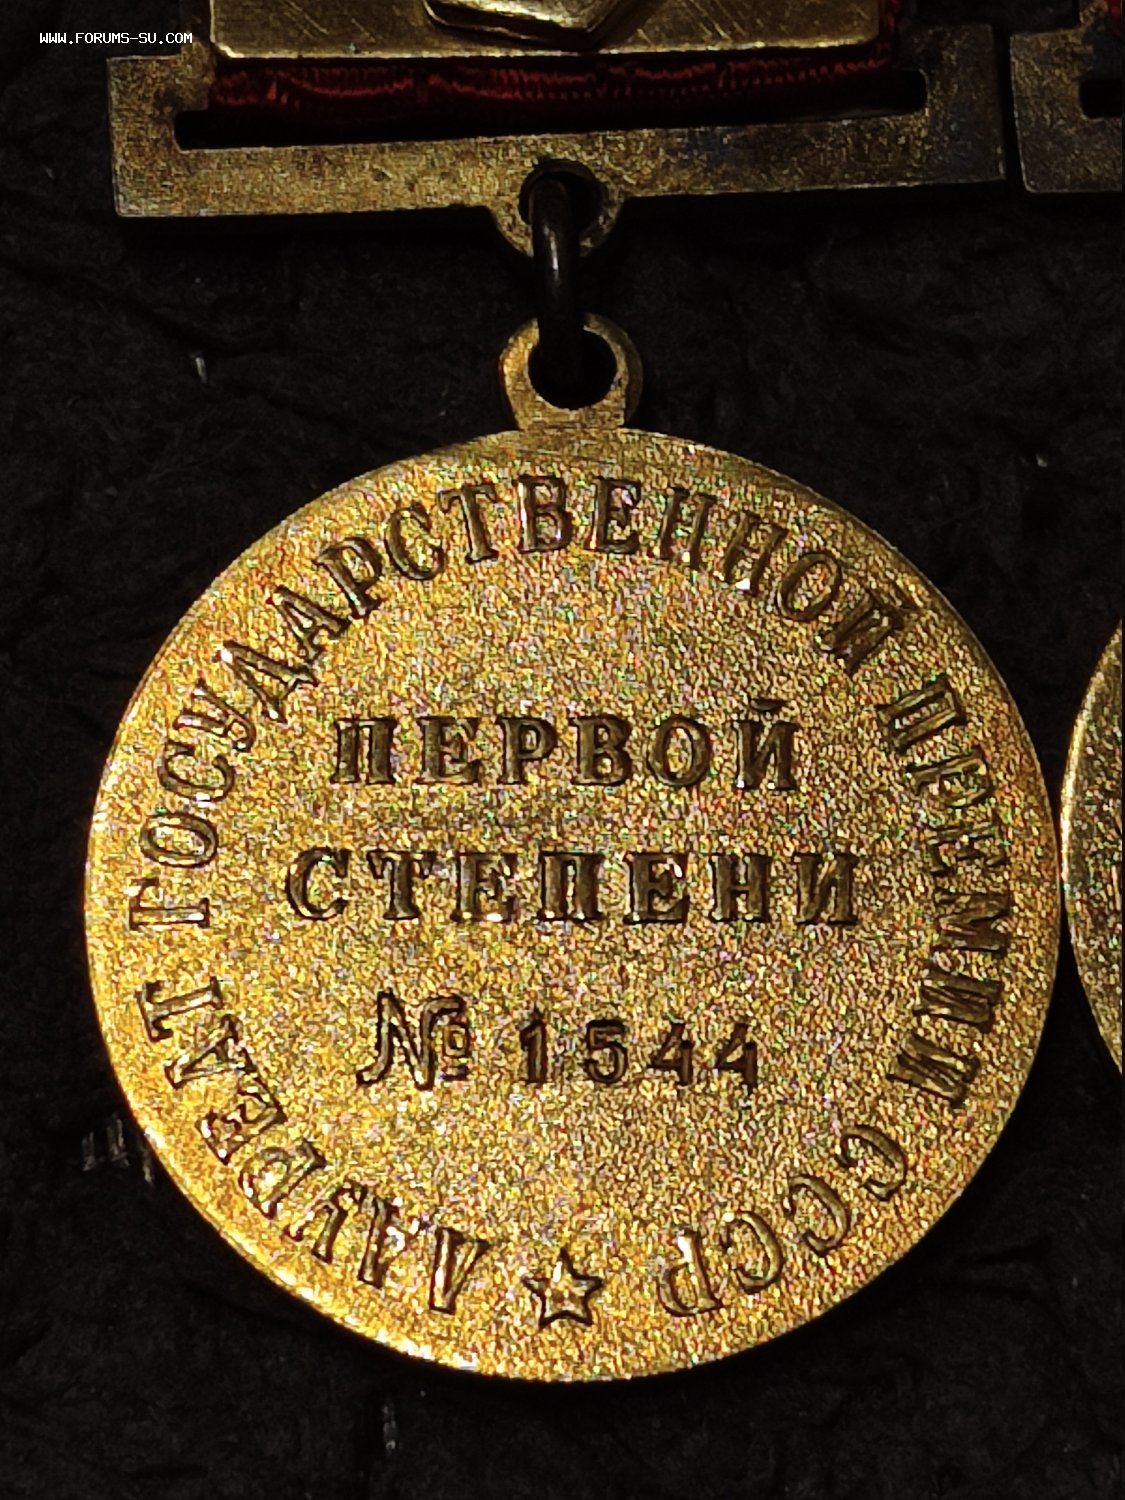 WWW.FORUMS-SU.COM
ЛАУРЕАТ ГОСУДАРСТВЕННОЙ ПРЕМИИ СССР
ПЕРВОЙ
СТЕПЕНИ
№ 1544